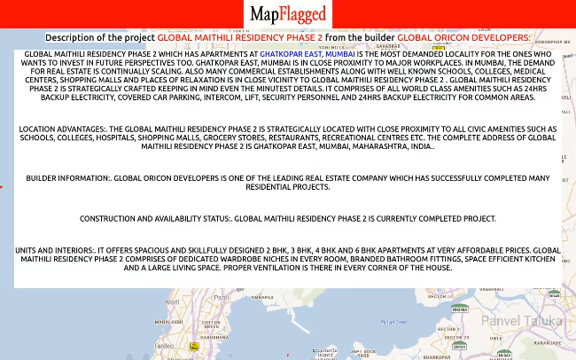 MapFlagged
Description of the project GLOBAL MAITHILI RESIDENCY PHASE 2 from the builder GLOBAL ORICON DEVELOPERS:
GLOBAL MAITHILI RESIDENCY PHASE 2 WHICH HAS APARTMENTS AT GHATKOPAR EAST, MUMBAI IS THE MOST DEMANDED LOCALITY FOR THE ONES WHO
WANTS TO INVEST IN FUTURE PERSPECTIVES TOO. GHATKOPAR EAST, MUMBAI IS IN CLOSE PROXIMITY TO MAJOR WORKPLACES. IN MUMBAI, THE DEMAND
FOR REAL ESTATE IS CONTINUALLY SCALING. ALSO MANY COMMERCIAL ESTABLISHMENTS ALONG WITH WELL KNOWN SCHOOLS, COLLEGES, MEDICAL
CENTERS, SHOPPING MALLS AND PLACES OF RELAXATION IS IN CLOSE VICINITY TO GLOBAL MAITHILI RESIDENCY PHASE 2 . GLOBAL MAITHILI RESIDENCY
PHASE 2 IS STRATEGICALLY CRAFTED KEEPING IN MIND EVEN THE MINUTEST DETAILS. IT COMPRISES OF ALL WORLD CLASS AMENITIES SUCH AS 24HRS
BACKUP ELECTRICITY, COVERED CAR PARKING, INTERCOM, LIFT, SECURITY PERSONNEL AND 24HRS BACKUP ELECTRICITY FOR COMMON AREAS.
LOCATION ADVANTAGES:. THE GLOBAL MAITHILI RESIDENCY PHASE 2 IS STRATEGICALLY LOCATED WITH CLOSE PROXIMITY TO ALL CIVIC AMENITIES SUCH AS
SCHOOLS, COLLEGES, HOSPITALS, SHOPPING MALLS, GROCERY STORES, RESTAURANTS, RECREATIONAL CENTRES ETC. THE COMPLETE ADDRESS OF GLOBAL
MAITHILI RESIDENCY PHASE 2 IS GHATKOPAR EAST, MUMBAI, MAHARASHTRA, INDIA..
BUILDER INFORMATION:. GLOBAL ORICON DEVELOPERS IS ONE OF THE LEADING REAL ESTATE COMPANY WHICH HAS SUCCESSFULLY COMPLETED MANY
RESIDENTIAL PROJECTS.
CONSTRUCTION AND AVAILABILITY STATUS:. GLOBAL MAITHILI RESIDENCY PHASE 2 IS CURRENTLY COMPLETED PROJECT.
UNITS AND INTERIORS:. IT OFFERS SPACIOUS AND SKILLFULLY DESIGNED 2 BHK, 3 BHK, 4 BHK AND 6 BHK APARTMENTS AT VERY AFFORDABLE PRICES. GLOBAL
MAITHILI RESIDENCY PHASE 2 COMPRISES OF DEDICATED WARDROBE NICHES IN EVERY ROOM, BRANDED BATHROOM FITTINGS, SPACE EFFICIENT KITCHEN
AND A LARGE LIVING SPACE. PROPER VENTILATION IS THERE IN EVERY CORNER OF THE HOUSE.
Panvel Taluka